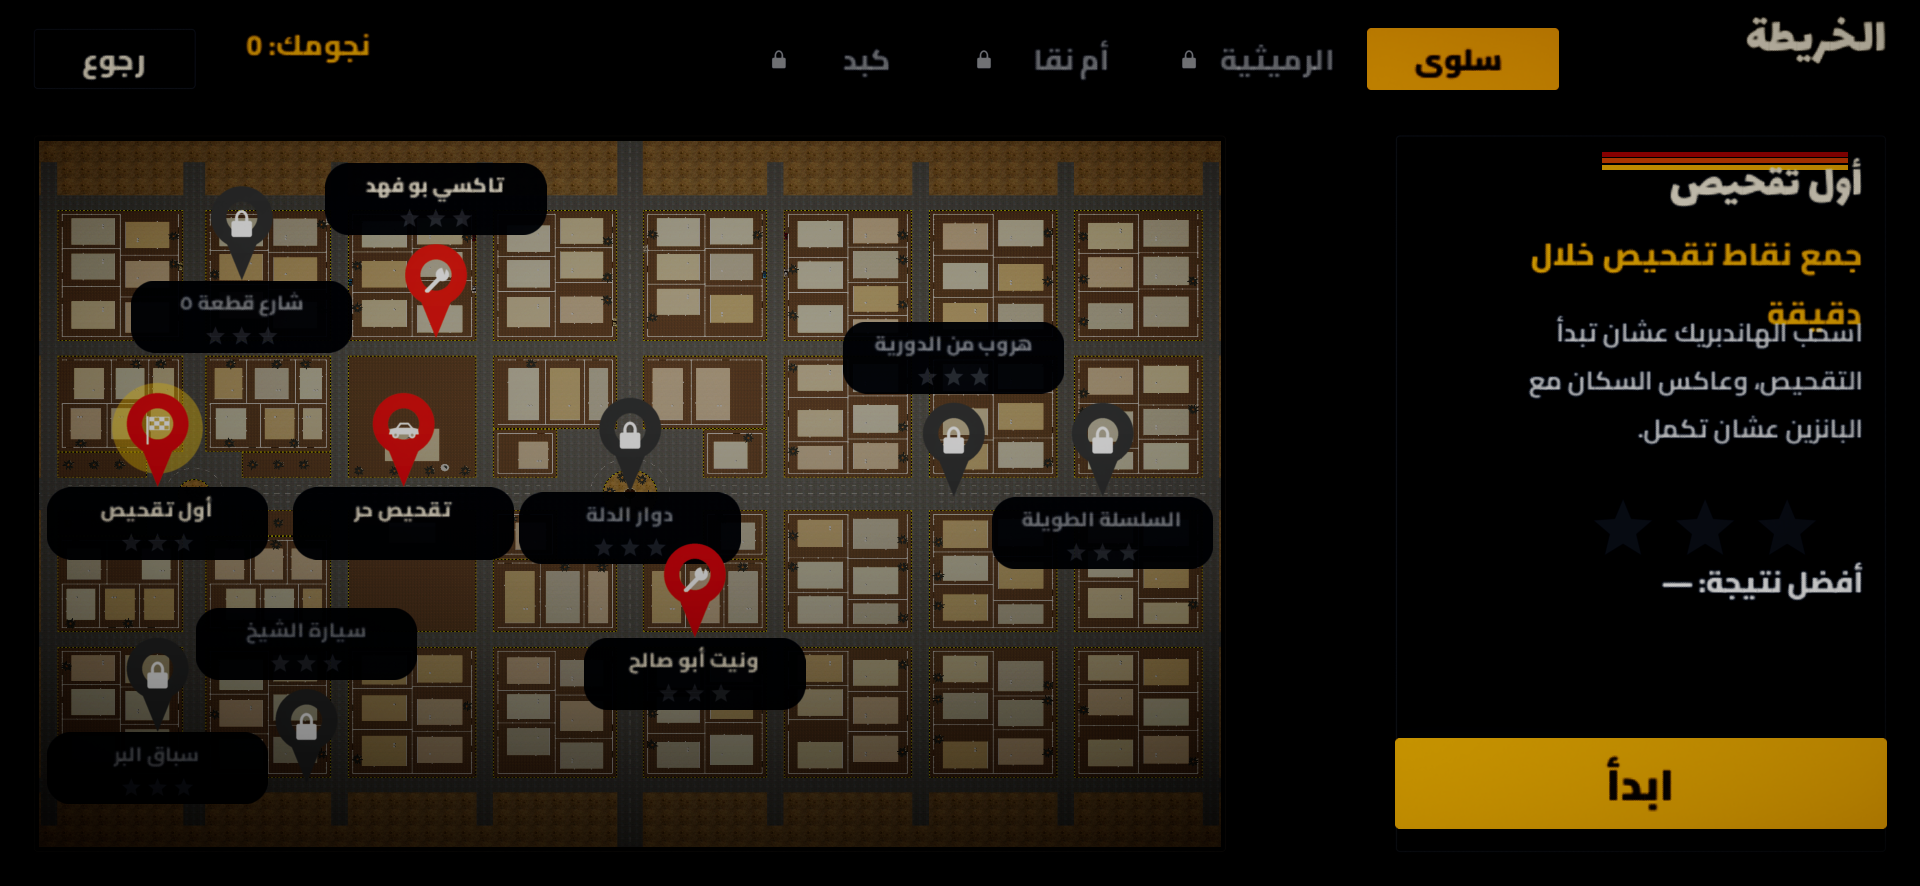 الخريطة
سلوى
الرميثية
أم نقا
كبد
نجومك: 0
رجوع
أول تقحيص
جمع نقاط تقحيص خلال
دقيقة
اسحب الهاندبريك عشان تبدأ
التقحيص، وعاكس السكان مع
البانزين عشان تكمل.
أفضل نتيجة: —
ابدأ
تاكسي بو فهد
شارع قطعة ٥
هروب من الدورية
السلسلة الطويلة
دوار الدلة
تقحيص حر
أول تقحيص
سيارة الشيخ
ونيت أبو صالح
سباق البر